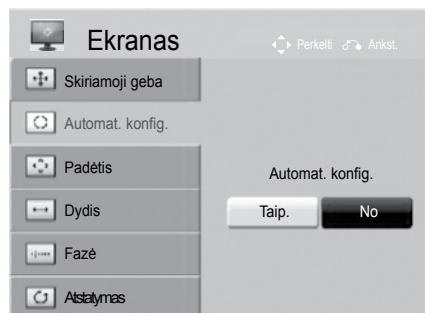 Ekranas
Perkelti Ankst.
Skiriamoji geba
Automat. konfig.
Padėtis
Dydis
Fazė
Atstatymas
Automat. konfig.
Taip. No